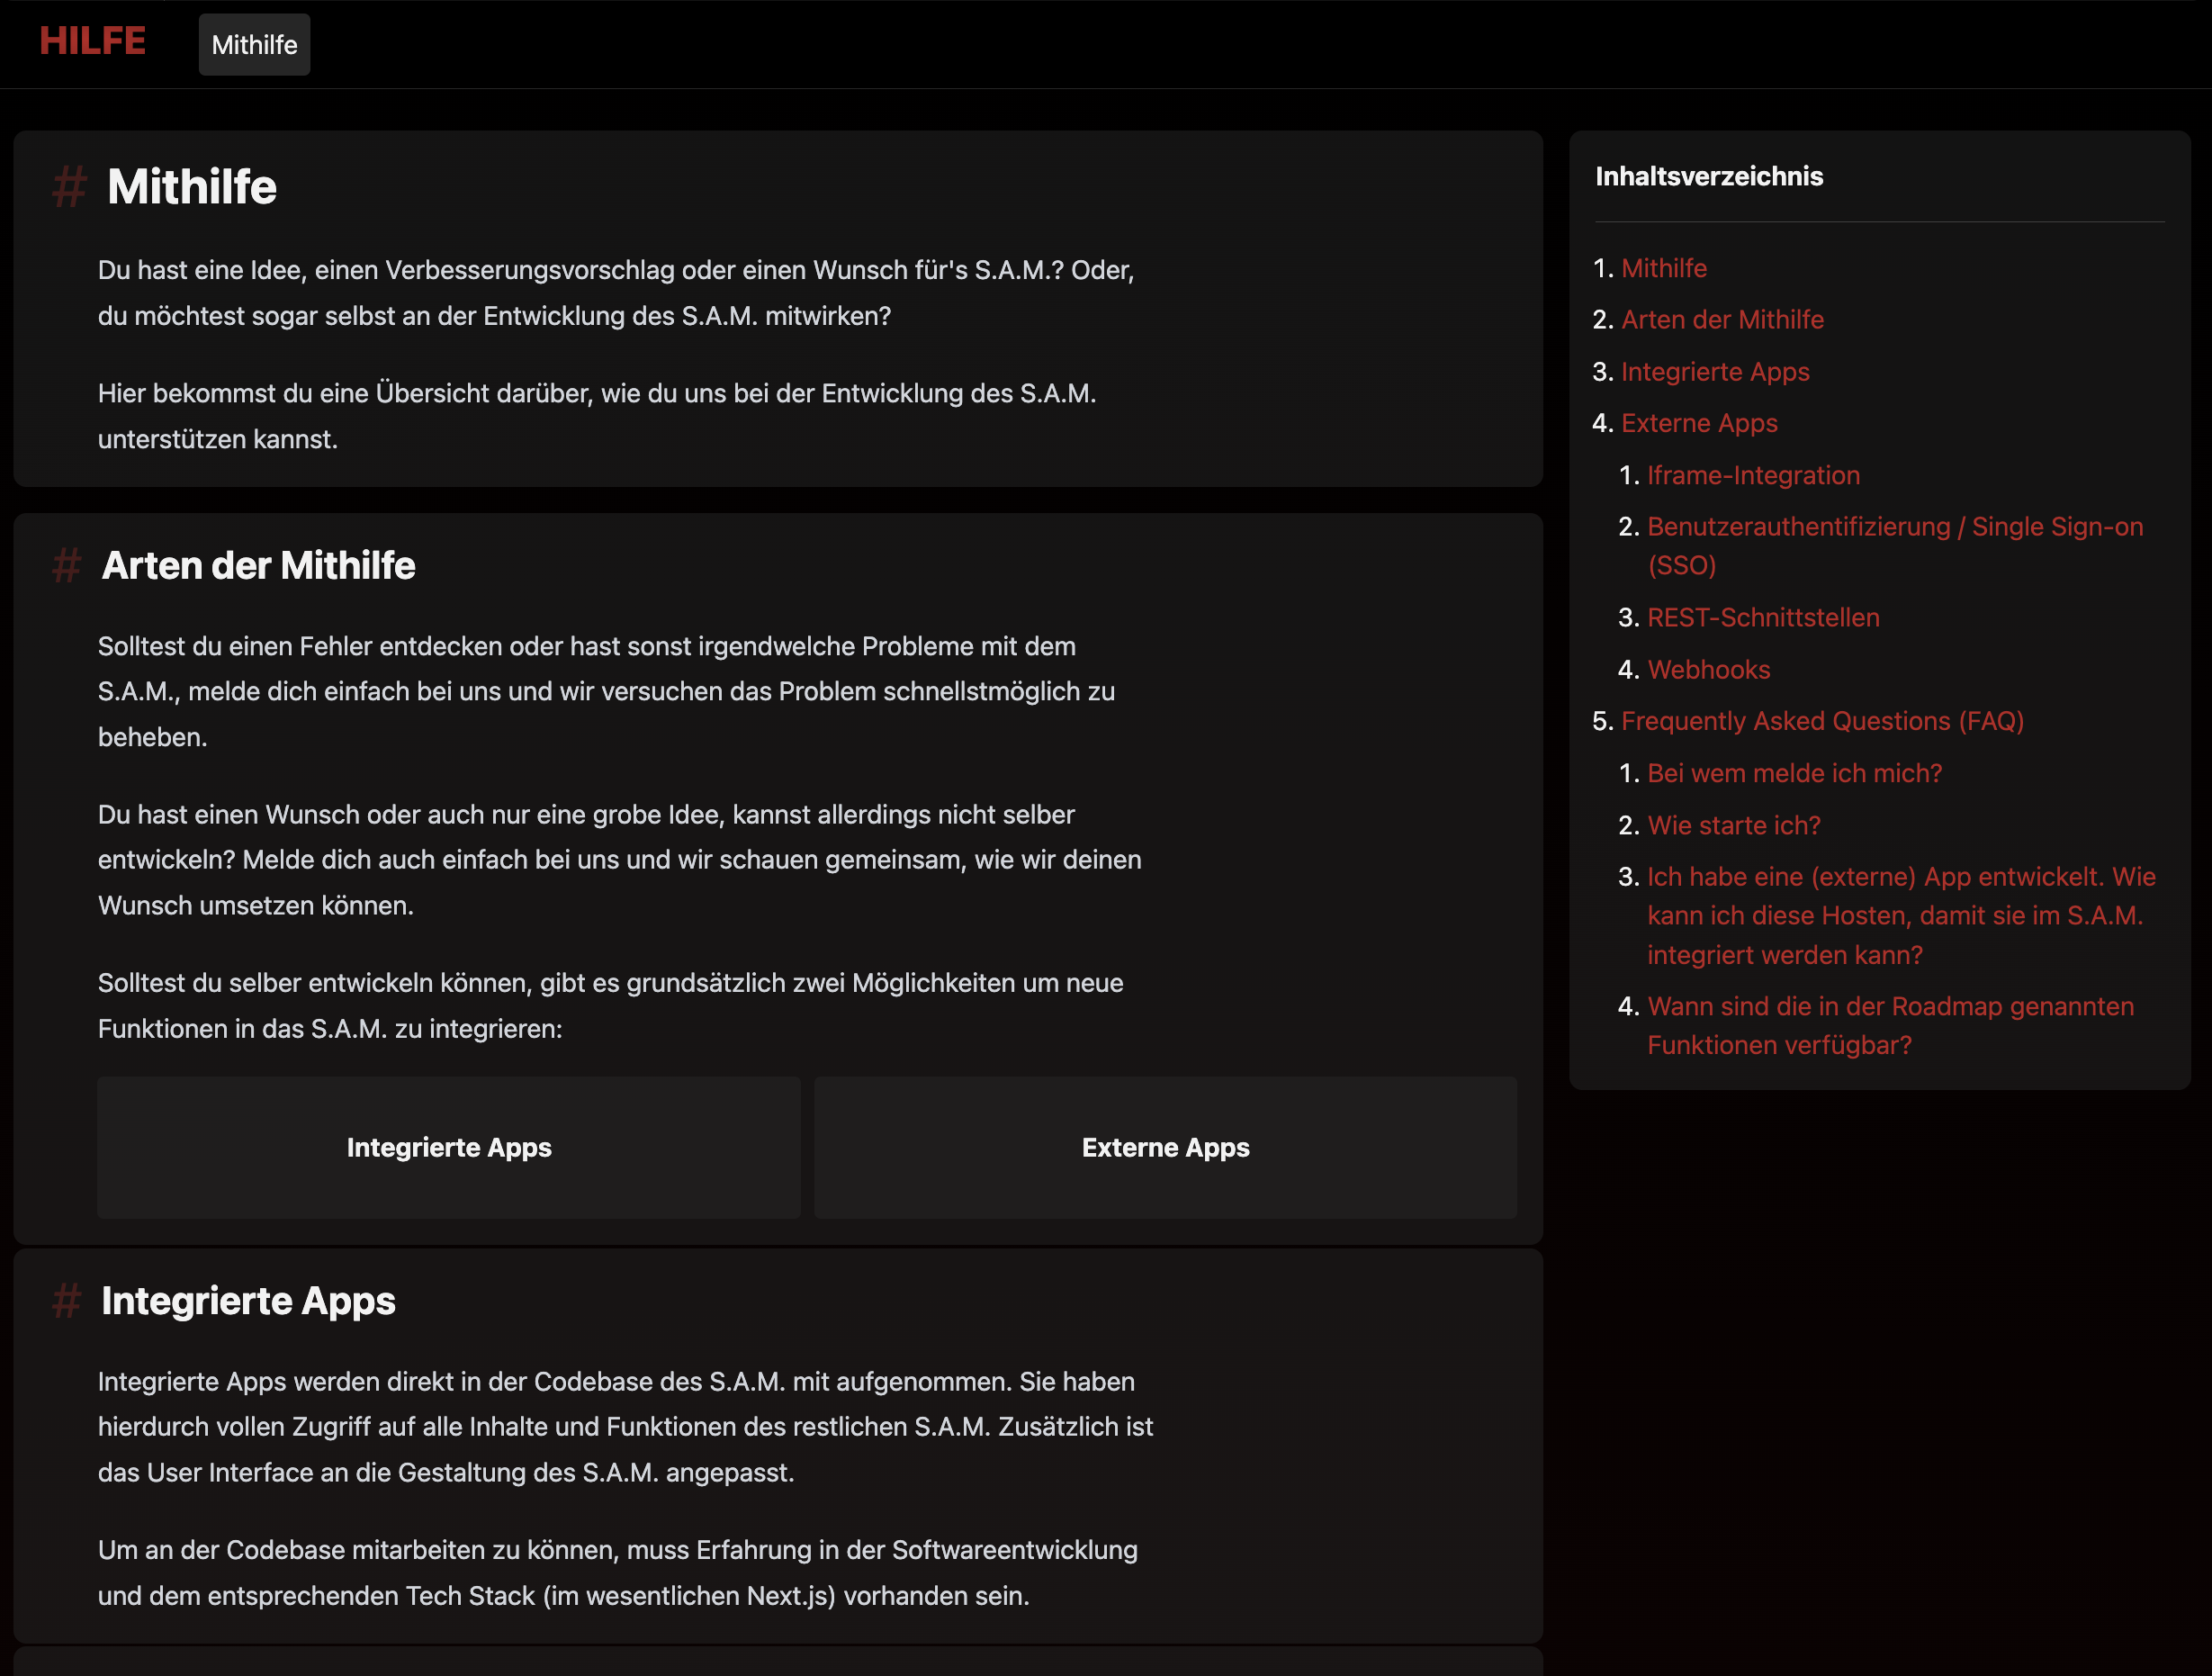 HILFE
Mithilfe
# Mithilfe
Du hast eine Idee, einen Verbesserungsvorschlag oder einen Wunsch für's S.A.M.? Oder,
du möchtest sogar selbst an der Entwicklung des S.A.M. mitwirken?
Hier bekommst du eine Übersicht darüber, wie du uns bei der Entwicklung des S.A.M.
unterstützen kannst.
# Arten der Mithilfe
Solltest du einen Fehler entdecken oder hast sonst irgendwelche Probleme mit dem
S.A.M., melde dich einfach bei uns und wir versuchen das Problem schnellstmöglich zu
beheben.
Du hast einen Wunsch oder auch nur eine grobe Idee, kannst allerdings nicht selber
entwickeln? Melde dich auch einfach bei uns und wir schauen gemeinsam, wie wir deinen
Wunsch umsetzen können.
Solltest du selber entwickeln können, gibt es grundsätzlich zwei Möglichkeiten um neue
Funktionen in das S.A.M. zu integrieren:
Integrierte Apps
Externe Apps
# Integrierte Apps
Integrierte Apps werden direkt in der Codebase des S.A.M. mit aufgenommen. Sie haben
hierdurch vollen Zugriff auf alle Inhalte und Funktionen des restlichen S.A.M. Zusätzlich ist
das User Interface an die Gestaltung des S.A.M. angepasst.
Um an der Codebase mitarbeiten zu können, muss Erfahrung in der Softwareentwicklung
und dem entsprechenden Tech Stack (im wesentlichen Next.js) vorhanden sein.
Inhaltsverzeichnis
1. Mithilfe
2. Arten der Mithilfe
3. Integrierte Apps
4. Externe Apps
1. Iframe-Integration
2. Benutzerauthentifizierung / Single Sign-on
(SSO)
3. REST-Schnittstellen
4. Webhooks
5. Frequently Asked Questions (FAQ)
1. Bei wem melde ich mich?
2. Wie starte ich?
3. Ich habe eine (externe) App entwickelt. Wie
kann ich diese Hosten, damit sie im S.A.M.
integriert werden kann?
4. Wann sind die in der Roadmap genannten
Funktionen verfügbar?